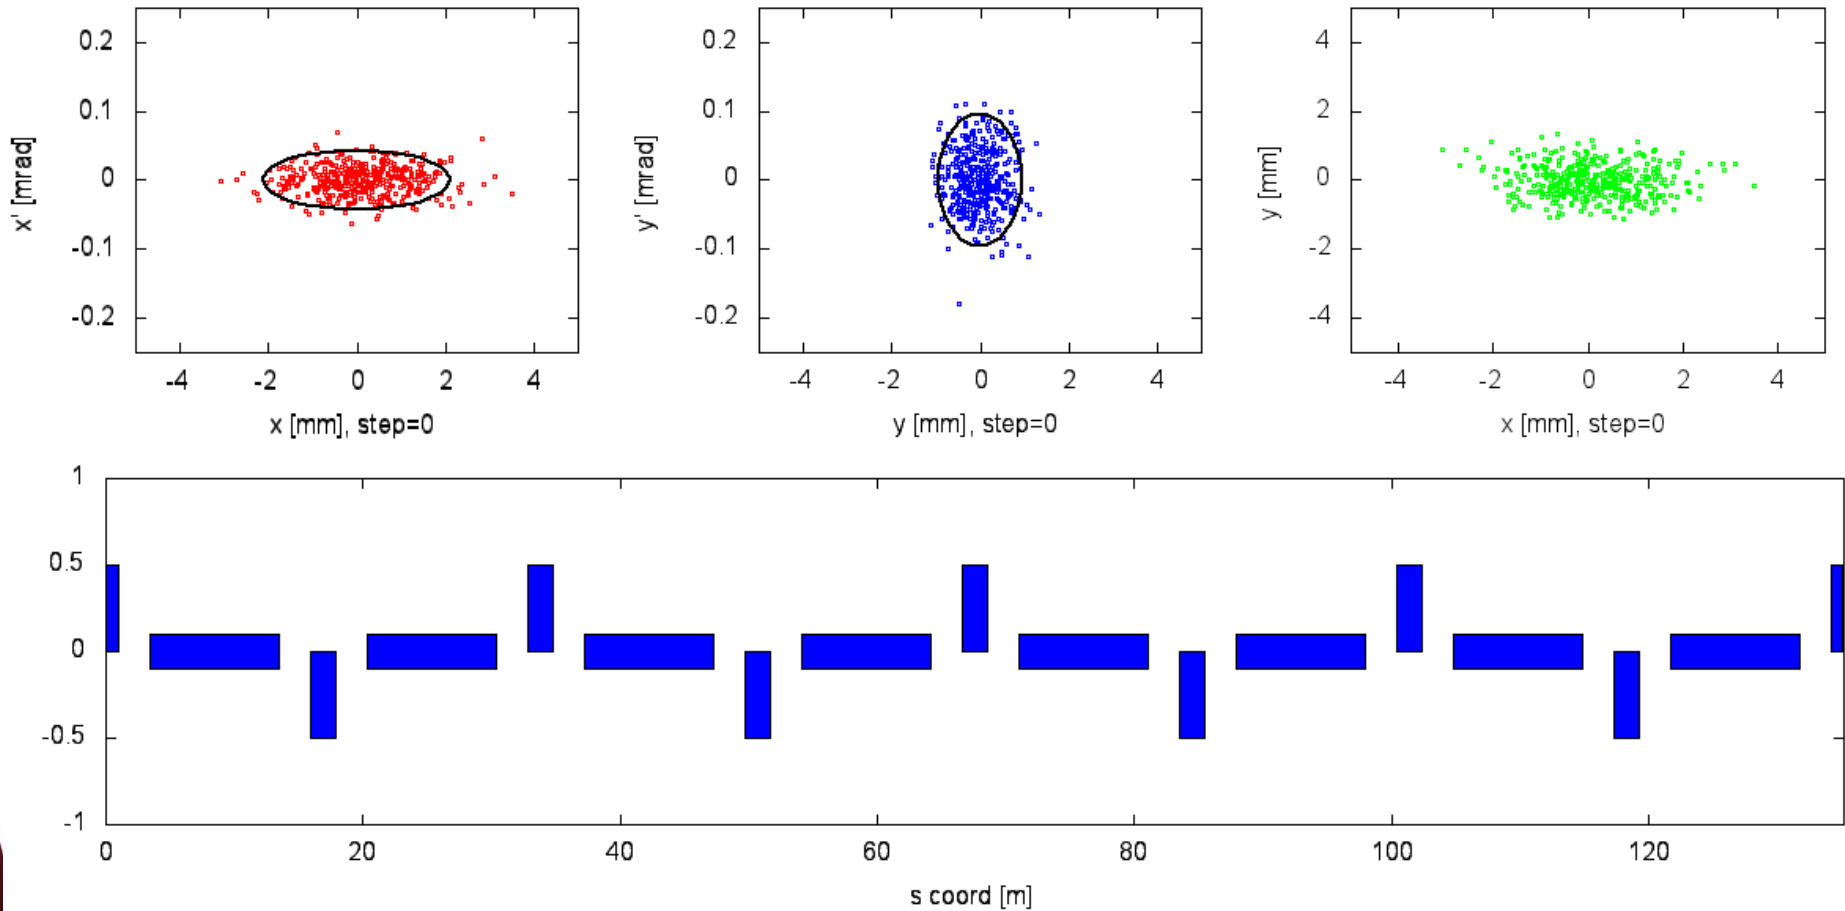 0.2
0.1
0
-0.1
-0.2
x' [mrad]
-4 -2 0 2 4
x [mm], step=0
0.2
0.1
0
-0.1
-0.2
y' [mrad]
-4 -2 0 2 4
y [mm], step=0
4
2
0
-2
-4
y [mm]
-4 -2 0 2 4
x [mm], step=0
1
0.5
0
-0.5
-1
0 20 40 60 80 100 120
s coord [m]